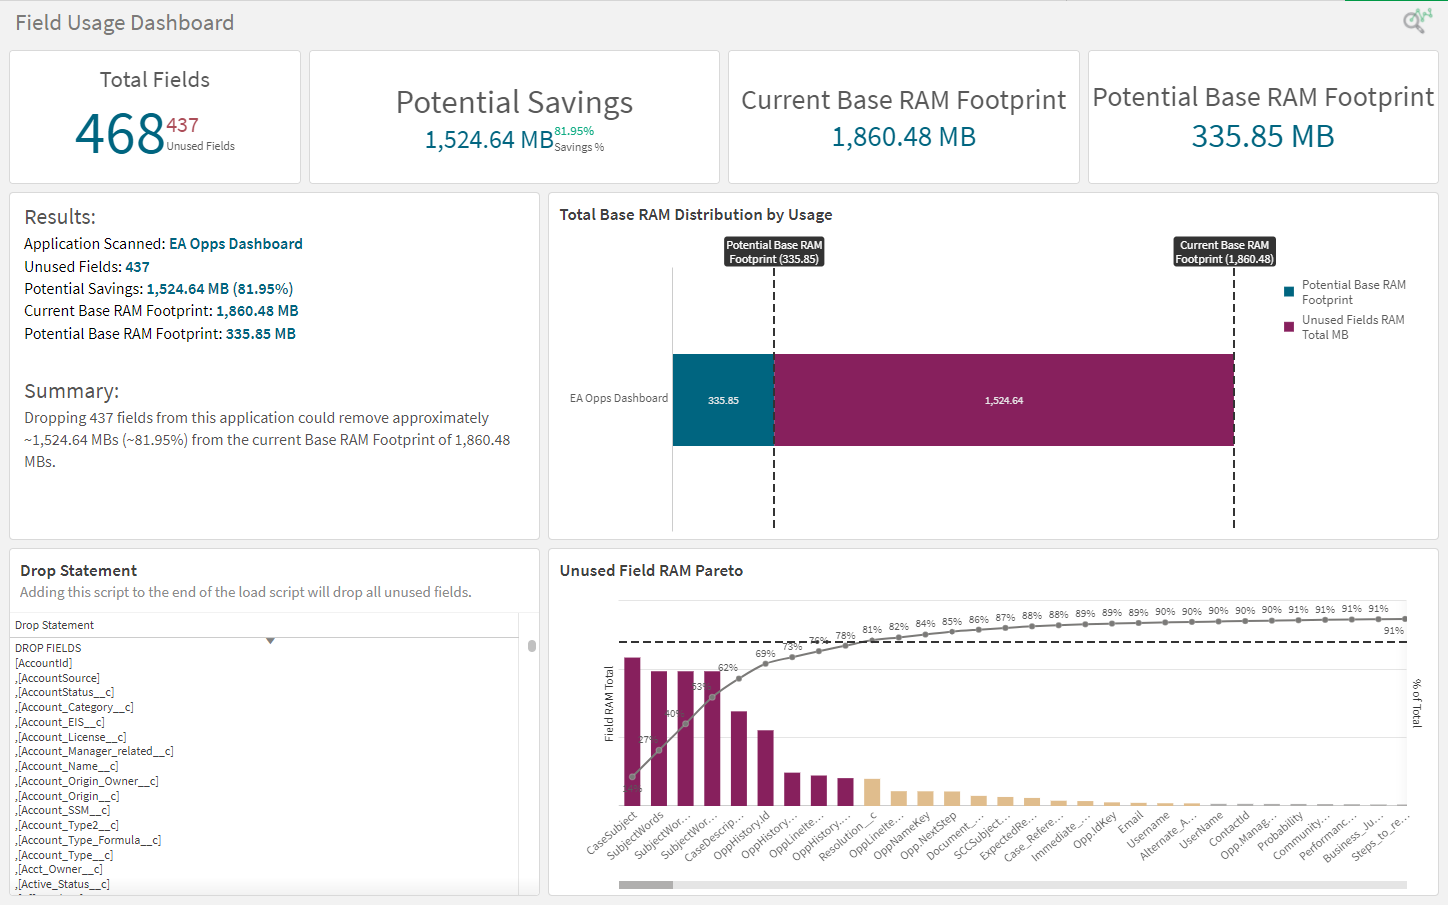 Field Usage Dashboard
Total Fields
468
437
Unused Fields
Potential Savings
1,524.64 MB
81.95%
Savings %
Current Base RAM Footprint
1,860.48 MB
Potential Base RAM Footprint
335.85 MB
Results:
Application Scanned: EA Opps Dashboard
Unused Fields: 437
Potential Savings: 1,524.64 MB (81.95%)
Current Base RAM Footprint: 1,860.48 MB
Potential Base RAM Footprint: 335.85 MB
Summary:
Dropping 437 fields from this application could remove approximately
~1,524.64 MBs (~81.95%) from the current Base RAM Footprint of 1,860.48
MBs.
Total Base RAM Distribution by Usage
Potential Base RAM
Footprint (335.85)
Current Base RAM
Footprint (1,860.48)
Potential Base RAM
Footprint
Unused Fields RAM
Total MB
EA Opps Dashboard
335.85
1,524.64
Drop Statement
Adding this script to the end of the load script will drop all unused fields.
Drop Statement
DROP FIELDS
[AccountId]
,[AccountSource]
,[AccountStatus__c]
,[Account_Category__c]
,[Account_EIS__c]
,[Account_License__c]
,[Account_Manager_related__c]
,[Account_Name__c]
,[Account_Origin_Owner__c]
,[Account_Origin__c]
,[Account_SSM__c]
,[Account_Type2__c]
,[Account_Type_Formula__c]
,[Account_Type__c]
,[Acct_Owner__c]
,[Active_Status__c]
Unused Field RAM Pareto
Field RAM Total
% of Total
14%
27%
40%
53%
62%
69%
73%
76%
78%
81%
82%
84%
85%
86%
87%
88%
88%
89%
89%
89%
90%
90%
90%
90%
90%
91%
91%
91%
91%
91%
CaseSubject
SubjectWords
SubjectWor...
SubjectWor...
CaseDescrip...
OppHistory.Id
OppHistory....
OppLineIte...
OppHistory....
Resolution__c
OppLineIte...
OppNameKey
Opp.NextStep
Document_...
SCCSubject...
ExpectedRe...
Case_Refere...
Immediate_...
Opp.IdKey
Email
Username
Alternate_A...
UserName
ContactId
Opp.Manag...
Probability
Community...
Performanc...
Business_Ju...
Steps_to_re...